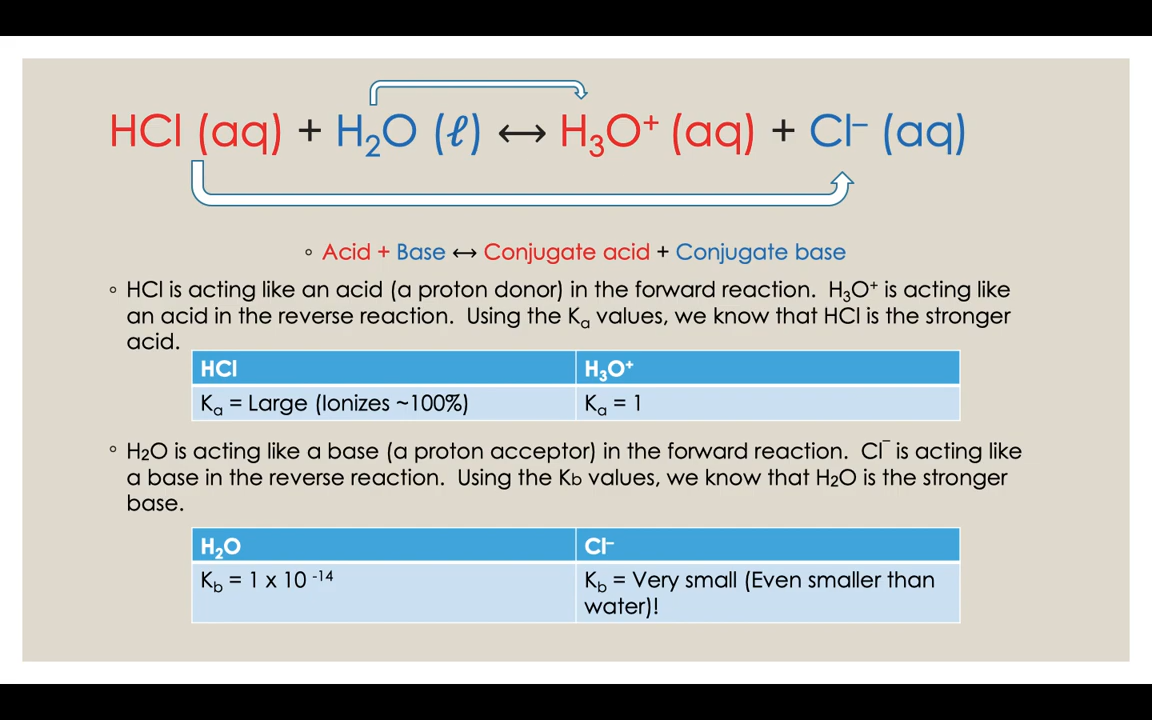 HCl (aq) + H₂O (ℓ) ↔ H₃O⁺ (aq) + Cl⁻ (aq)
◦ Acid + Base ↔ Conjugate acid + Conjugate base
◦ HCl is acting like an acid (a proton donor) in the forward reaction. H₃O⁺ is acting like
an acid in the reverse reaction. Using the Kₐ values, we know that HCl is the stronger
acid.
HCl H₃O⁺
Kₐ = Large (Ionizes ~100%) Kₐ = 1
◦ H₂O is acting like a base (a proton acceptor) in the forward reaction. Cl⁻ is acting like
a base in the reverse reaction. Using the Kb values, we know that H₂O is the stronger
base.
H₂O Cl⁻
Kb = 1 x 10 ⁻¹⁴ Kb = Very small (Even smaller than
water)!